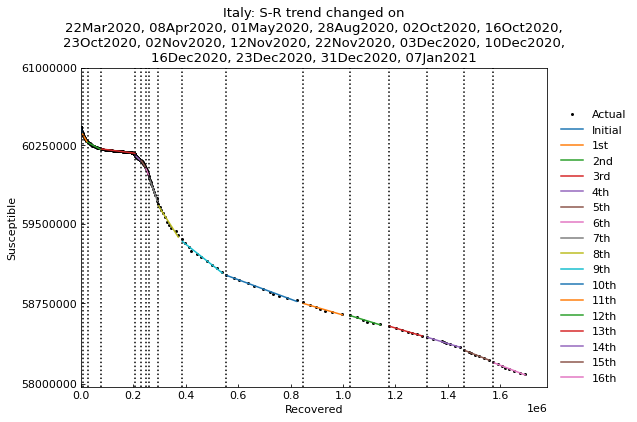 Italy: S-R trend changed on
22Mar2020, 08Apr2020, 01May2020, 28Aug2020, 02Oct2020, 16Oct2020,
23Oct2020, 02Nov2020, 12Nov2020, 22Nov2020, 03Dec2020, 10Dec2020,
16Dec2020, 23Dec2020, 31Dec2020, 07Jan2021
61000000
60250000
59500000
58750000
58000000
Susceptible
0.0 0.2 0.4 0.6 0.8 1.0 1.2 1.4 1.6
1e6
Recovered
Actual
Initial
1st
2nd
3rd
4th
5th
6th
7th
8th
9th
10th
11th
12th
13th
14th
15th
16th